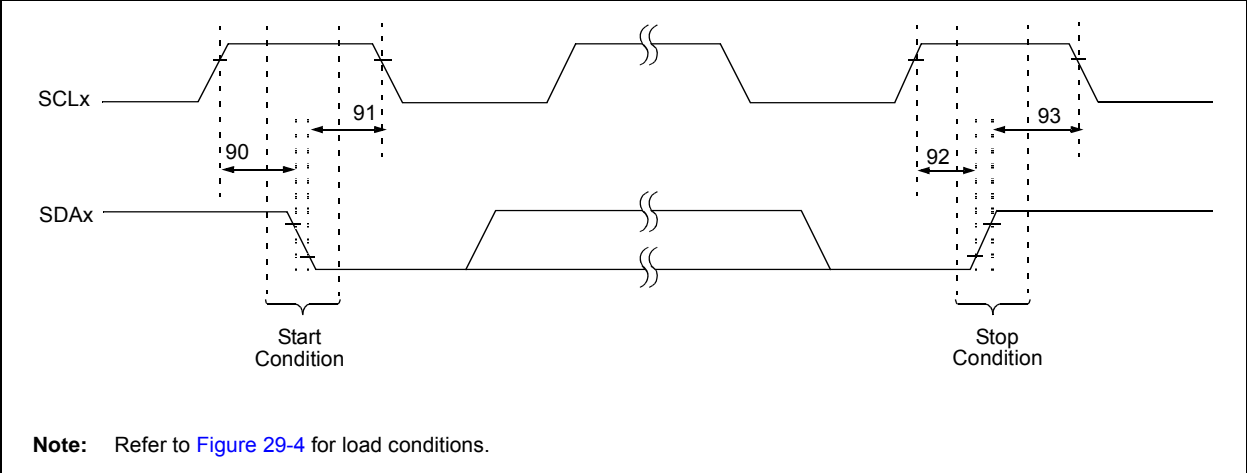 SCLx
91
93
90
92
SDAx
Start
Condition
Stop
Condition
Note: Refer to Figure 29-4 for load conditions.